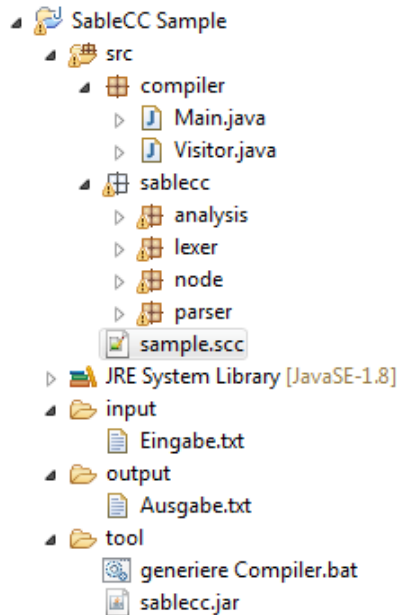 SableCC Sample
src
compiler
Main.java
Visitor.java
sablecc
analysis
lexer
node
parser
sample.scc
JRE System Library [JavaSE-1.8]
input
Eingabe.txt
output
Ausgabe.txt
tool
generiere Compiler.bat
sablecc.jar